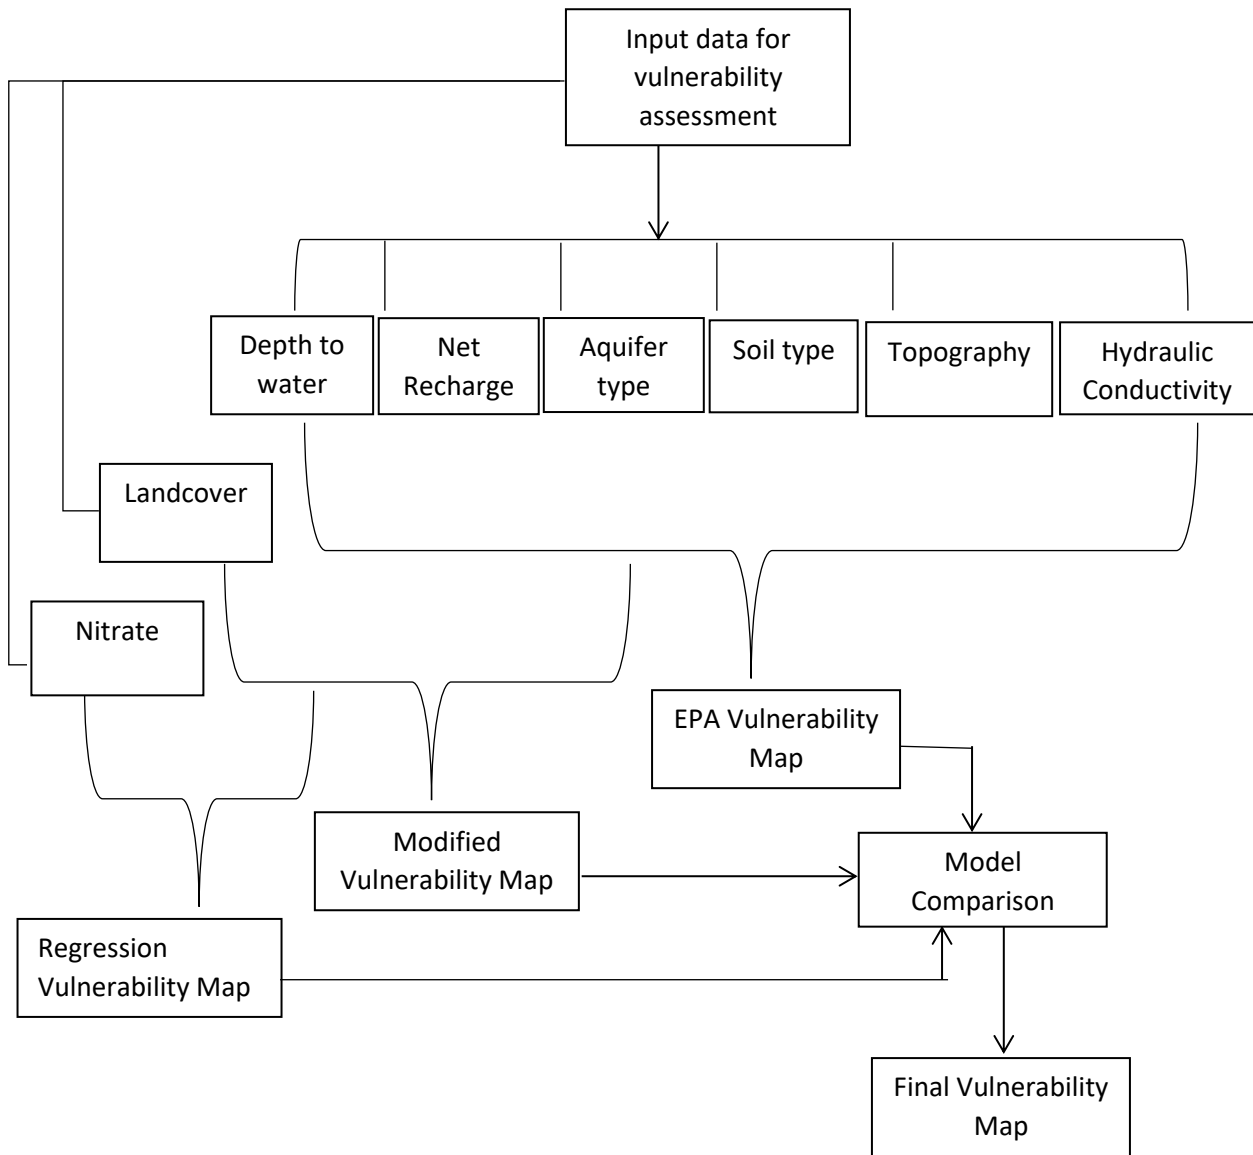 Input data for
vulnerability
assessment
Depth to
water
Net
Recharge
Aquifer
type
Soil type
Topography
Hydraulic
Conductivity
Landcover
Nitrate
EPA Vulnerability
Map
Modified
Vulnerability Map
Model
Comparison
Regression
Vulnerability Map
Final Vulnerability
Map